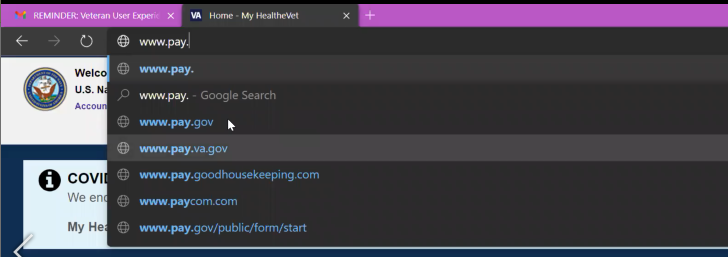 REMINDER: Veteran User Experie
VA Home - My HealtheVet
www.pay.
www.pay.
www.pay. - Google Search
www.pay.gov
www.pay.va.gov
www.pay.goodhousekeeping.com
www.paycom.com
www.pay.gov/public/form/start
Welco
U.S. Na
Accoun
COVID
We enc
My Hea